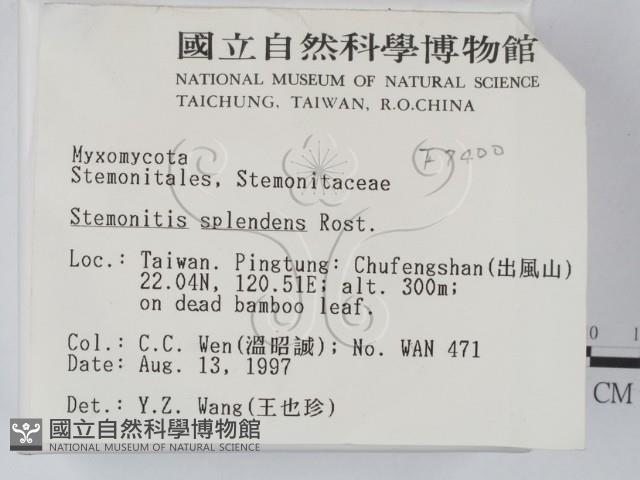 國立自然科學博物館
NATIONAL MUSEUM OF NATURAL SCIENCE
TAICHUNG, TAIWAN, R.O.CHINA
F7400
Myxomycota
Stemonitales, Stemonitaceae
Stemonitis splendens Rost.
Loc.: Taiwan. Pingtung: Chufengshan(出風山)
22.04N, 120.51E; alt. 300m;
on dead bamboo leaf.
Col.: C.C. Wen(溫昭誠); No. WAN 471
Date: Aug. 13, 1997
Det.: Y.Z. Wang(王也珍)
0 1
CM
國立自然科學博物館
NATIONAL MUSEUM OF NATURAL SCIENCE